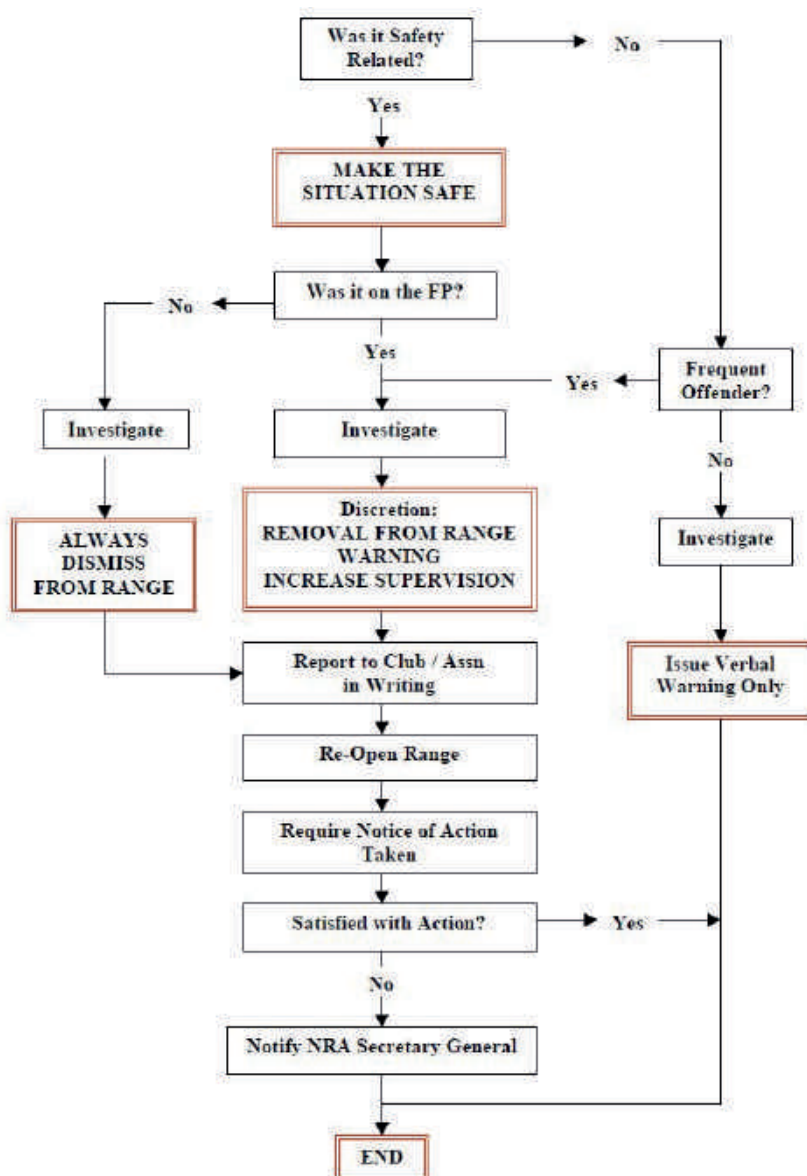 Was it Safety
Related?
No
Yes
MAKE THE
SITUATION SAFE
Was it on the FP?
No
Yes
Frequent
Offender?
Yes
Investigate
Investigate
No
ALWAYS
DISMISS
FROM RANGE
Discretion:
REMOVAL FROM RANGE
WARNING
INCREASE SUPERVISION
Investigate
Report to Club / Assn
in Writing
Issue Verbal
Warning Only
Re-Open Range
Require Notice of Action
Taken
Satisfied with Action?
Yes
No
Notify NRA Secretary General
END